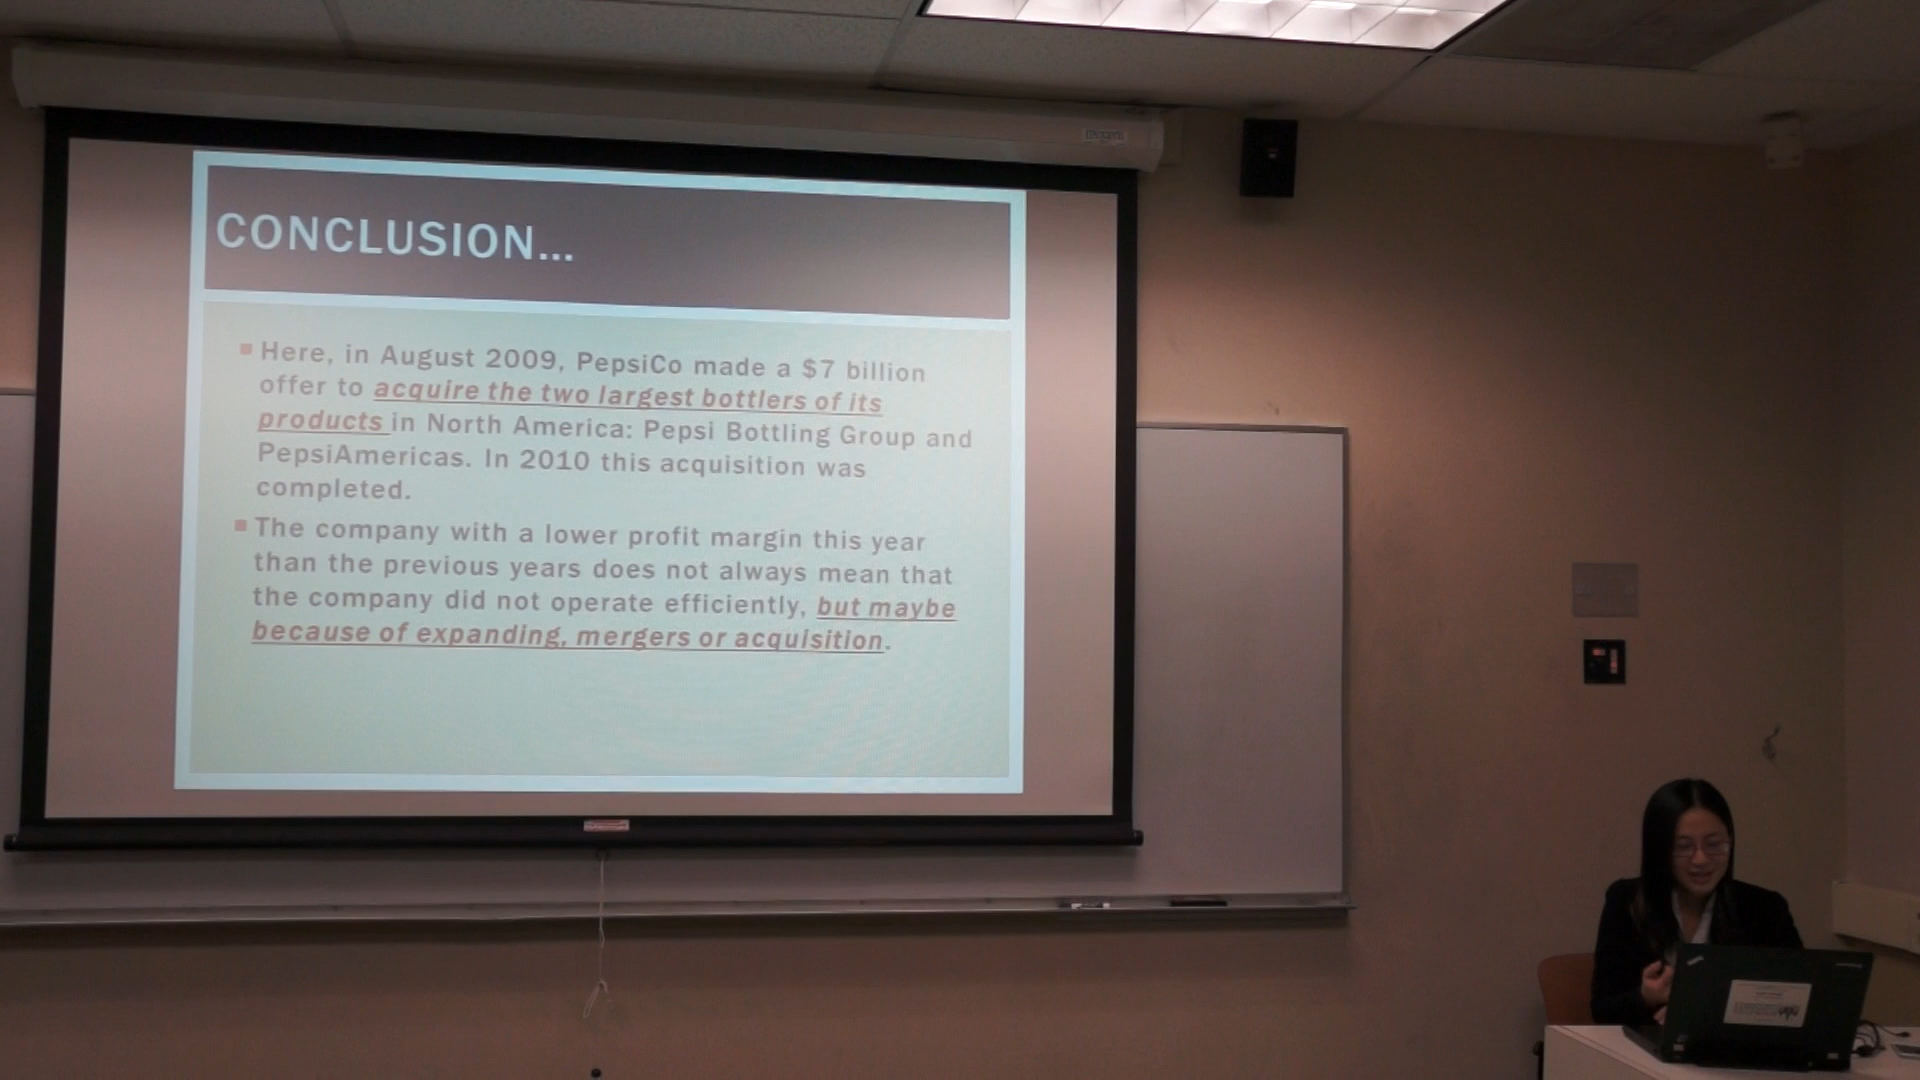 CONCLUSION...
Here, in August 2009, PepsiCo made a $7 billion
offer to acquire the two largest bottlers of its
products in North America: Pepsi Bottling Group and
PepsiAmericas. In 2010 this acquisition was
completed.
The company with a lower profit margin this year
than the previous years does not always mean that
the company did not operate efficiently, but maybe
because of expanding, mergers or acquisition.